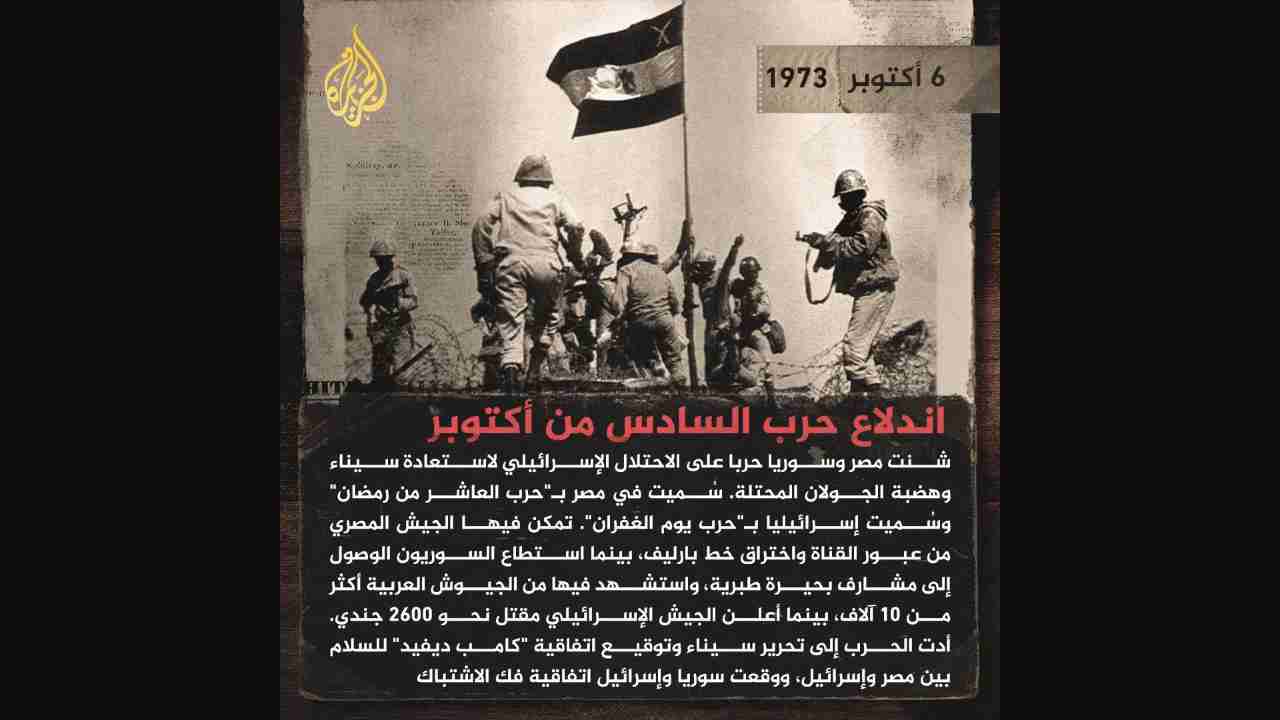 الجزيرة
6 أكتوبر 1973
اندلاع حرب السادس من أكتوبر
شنت مصر وسوريا حربا على الاحتلال الإسرائيلي لاستعادة سيناء
وهضبة الجولان المحتلة. سُميت في مصر بـ"حرب العاشر من رمضان"
وسُميت إسرائيليا بـ"حرب يوم الغفران". تمكن فيها الجيش المصري
من عبور القناة واختراق خط بارليف، بينما استطاع السوريون الوصول
إلى مشارف بحيرة طبرية، واستشهد فيها من الجيوش العربية أكثر
من 10 آلاف، بينما أعلن الجيش الإسرائيلي مقتل نحو 2600 جندي.
أدت الحرب إلى تحرير سيناء وتوقيع اتفاقية "كامب ديفيد" للسلام
بين مصر وإسرائيل، ووقعت سوريا وإسرائيل اتفاقية فك الاشتباك